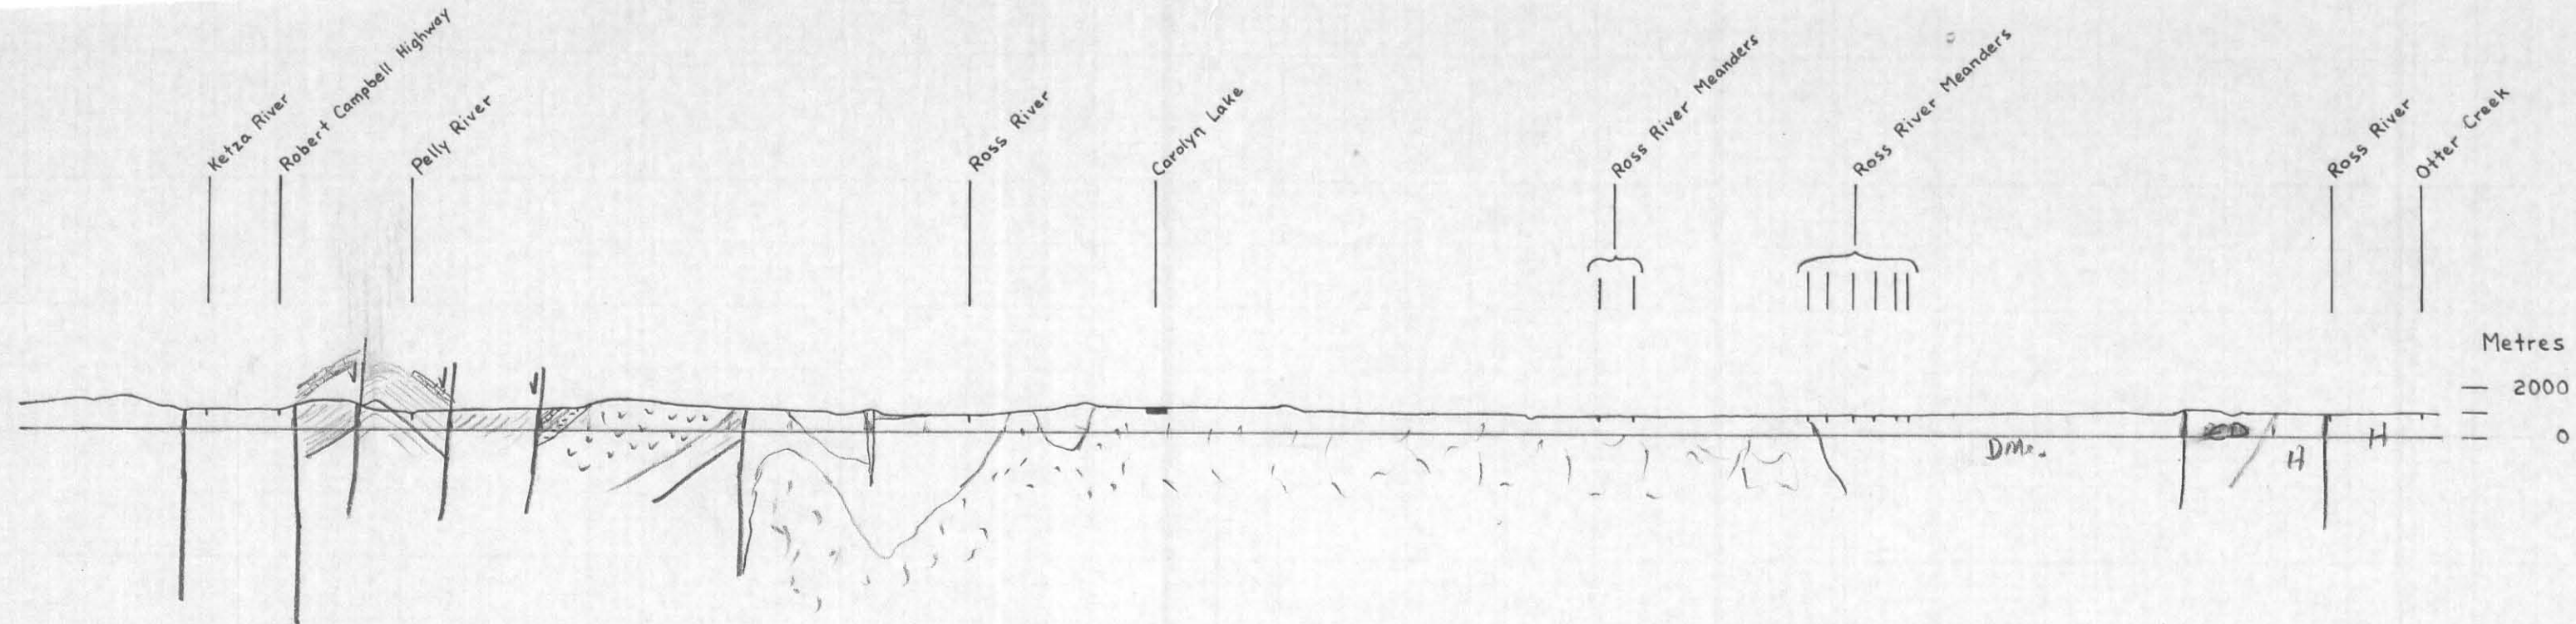 Ketza River
Robert Campbell Highway
Pelly River
Ross River
Carolyn Lake
Ross River Meanders
Ross River Meanders
Ross River
Otter Creek
Metres
2000
0
H
H